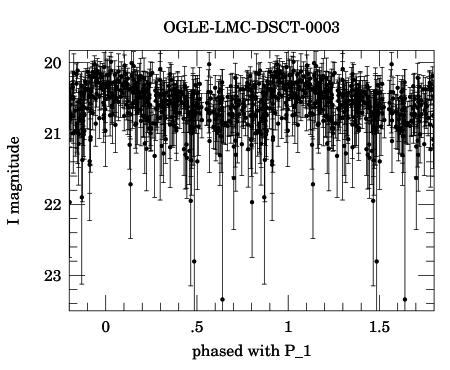 OGLE-LMC-DSCT-0003
I magnitude
20
21
22
23
0 .5 1 1.5
phased with P_1